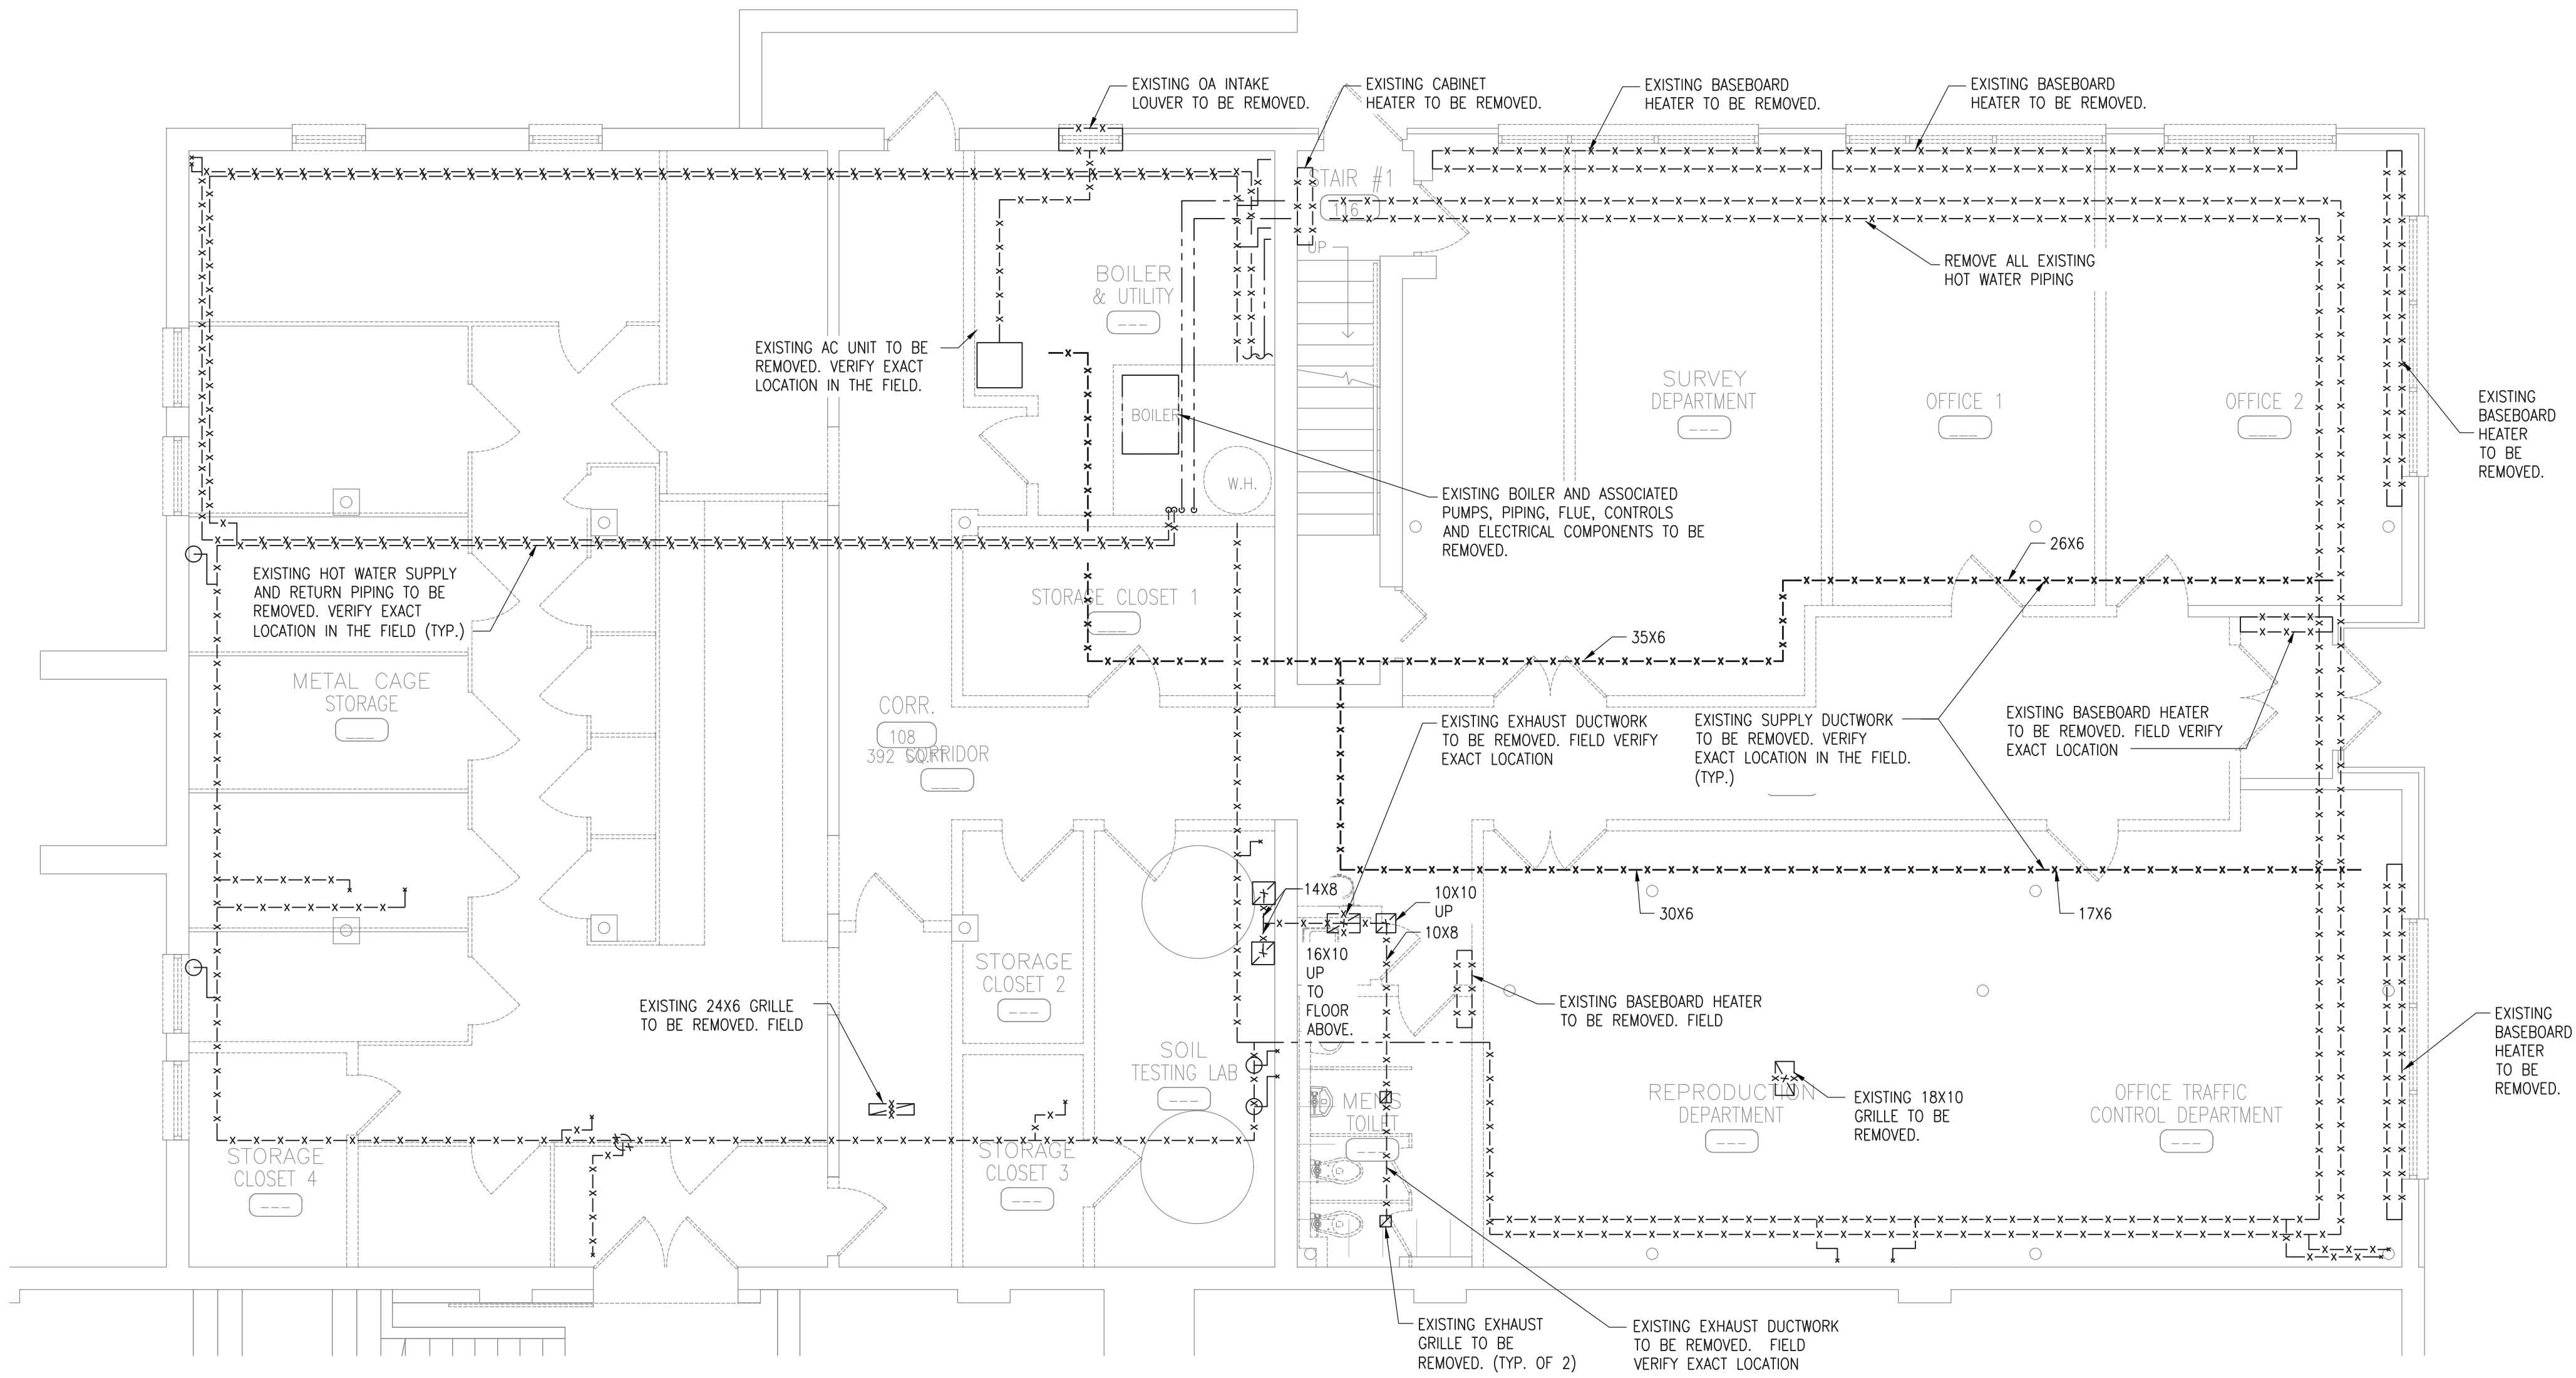 EXISTING OA INTAKE
LOUVER TO BE REMOVED.
EXISTING CABINET
HEATER TO BE REMOVED.
EXISTING BASEBOARD
HEATER TO BE REMOVED.
EXISTING BASEBOARD
HEATER TO BE REMOVED.
STAIR #1
116
UP
REMOVE ALL EXISTING
HOT WATER PIPING
BOILER
& UTILITY
---
EXISTING AC UNIT TO BE
REMOVED. VERIFY EXACT
LOCATION IN THE FIELD.
BOILER
W.H.
SURVEY
DEPARTMENT
---
OFFICE 1
---
OFFICE 2
---
EXISTING
BASEBOARD
HEATER
TO BE
REMOVED.
EXISTING BOILER AND ASSOCIATED
PUMPS, PIPING, FLUE, CONTROLS
AND ELECTRICAL COMPONENTS TO BE
REMOVED.
26X6
EXISTING HOT WATER SUPPLY
AND RETURN PIPING TO BE
REMOVED. VERIFY EXACT
LOCATION IN THE FIELD (TYP.)
STORAGE CLOSET 1
---
35X6
METAL CAGE
STORAGE
---
CORR.
108
392 SQ.FT.
CORRIDOR
---
EXISTING EXHAUST DUCTWORK
TO BE REMOVED. FIELD VERIFY
EXACT LOCATION
EXISTING SUPPLY DUCTWORK
TO BE REMOVED. VERIFY
EXACT LOCATION IN THE FIELD.
(TYP.)
EXISTING BASEBOARD HEATER
TO BE REMOVED. FIELD VERIFY
EXACT LOCATION
14X8
10X10
UP
10X8
30X6
17X6
16X10
UP
TO
FLOOR
ABOVE.
STORAGE
CLOSET 2
---
EXISTING 24X6 GRILLE
TO BE REMOVED. FIELD
EXISTING BASEBOARD HEATER
TO BE REMOVED. FIELD
EXISTING
BASEBOARD
HEATER
TO BE
REMOVED.
SOIL
TESTING LAB
---
MENS
TOILET
---
REPRODUCTION
DEPARTMENT
---
EXISTING 18X10
GRILLE TO BE
REMOVED.
OFFICE TRAFFIC
CONTROL DEPARTMENT
---
STORAGE
CLOSET 4
---
STORAGE
CLOSET 3
---
EXISTING EXHAUST
GRILLE TO BE
REMOVED. (TYP. OF 2)
EXISTING EXHAUST DUCTWORK
TO BE REMOVED. FIELD
VERIFY EXACT LOCATION